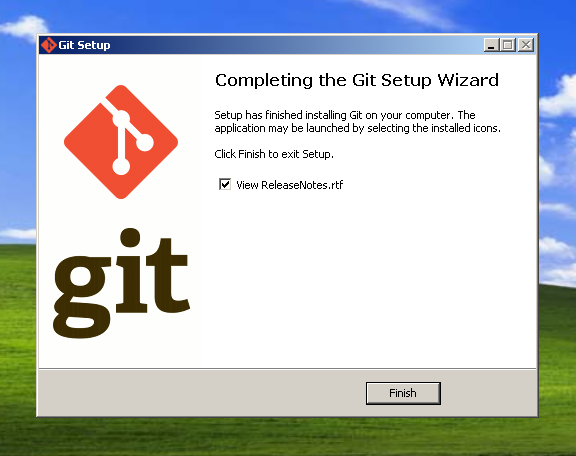 Git Setup
Completing the Git Setup Wizard
Setup has finished installing Git on your computer. The
application may be launched by selecting the installed icons.
Click Finish to exit Setup.
View ReleaseNotes.rtf
git
Finish